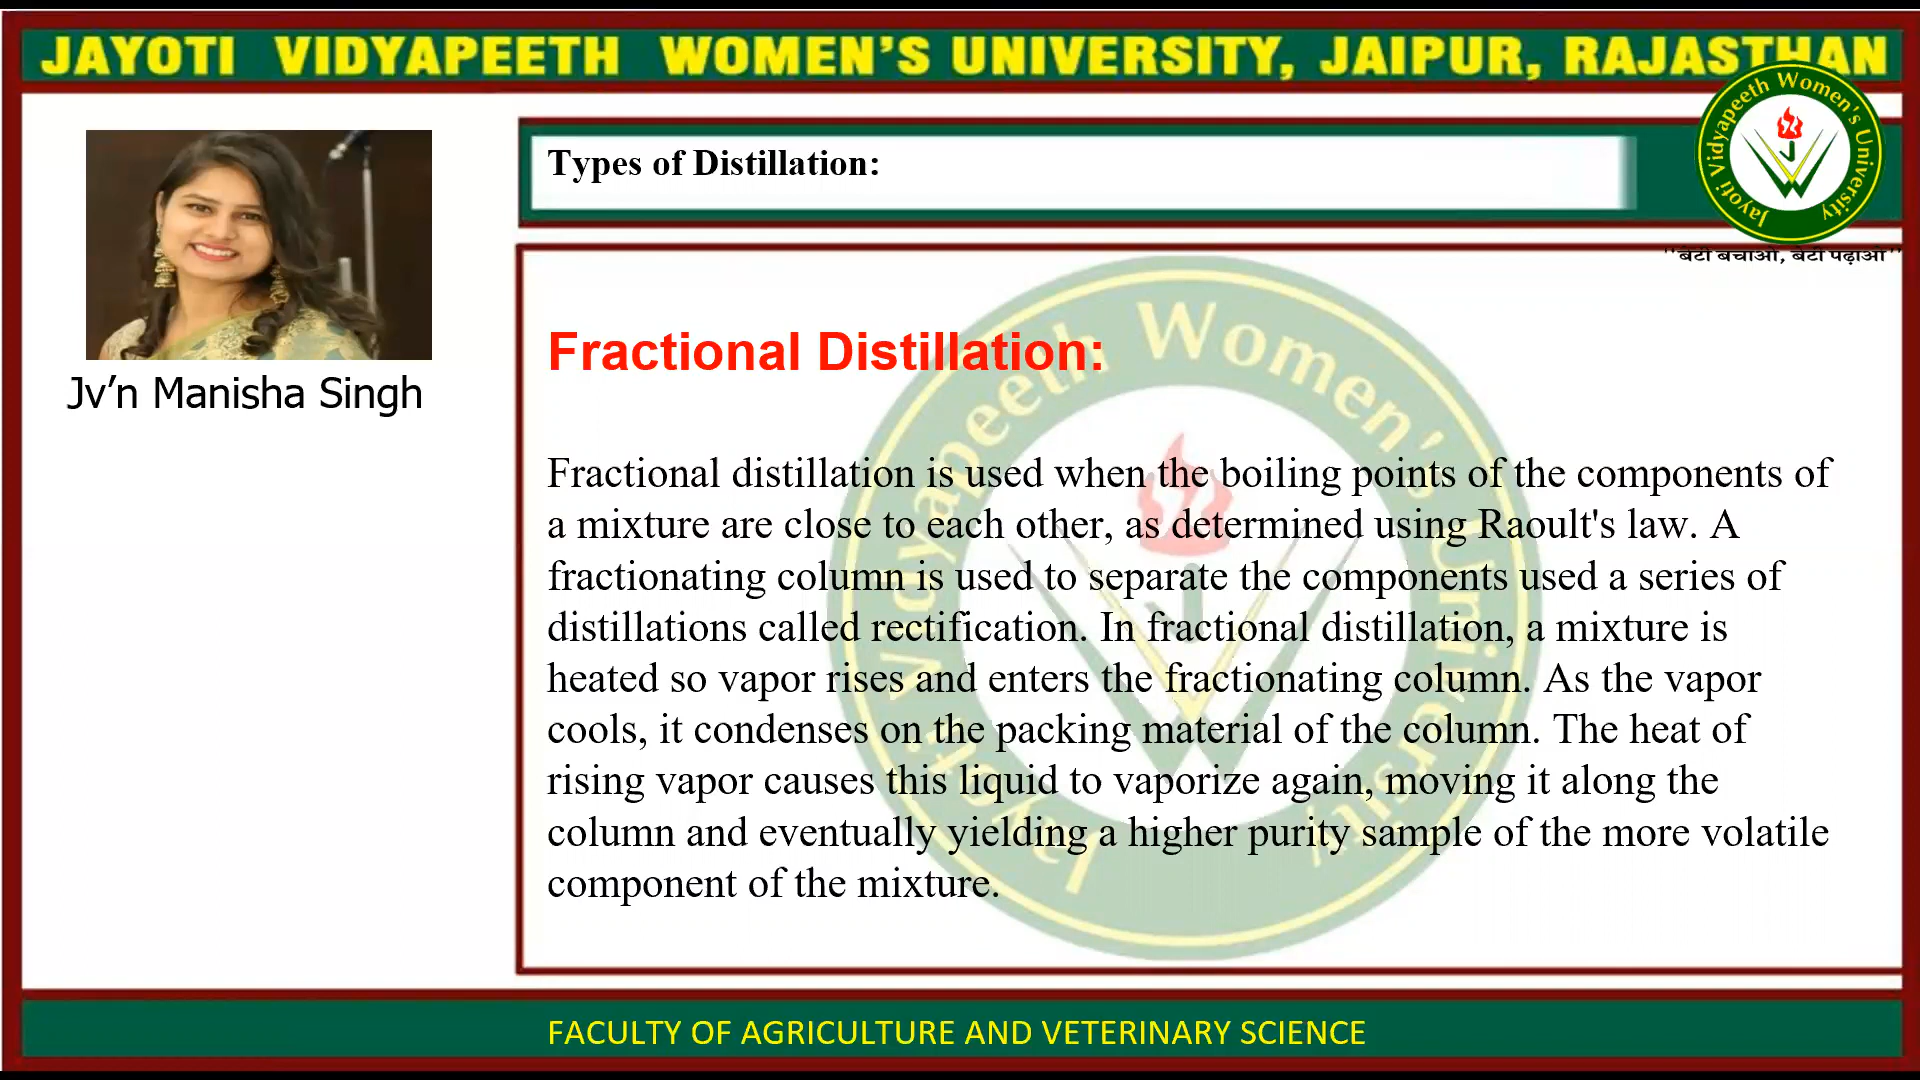 JAYOTI VIDYAPEETH WOMEN'S UNIVERSITY, JAIPUR, RAJASTHAN
Jayoti Vidyapeeth Women's University
"बेटी बचाओ, बेटी पढ़ाओ"
Jv'n Manisha Singh
Types of Distillation:
Fractional Distillation:
Fractional distillation is used when the boiling points of the components of
a mixture are close to each other, as determined using Raoult's law. A
fractionating column is used to separate the components used a series of
distillations called rectification. In fractional distillation, a mixture is
heated so vapor rises and enters the fractionating column. As the vapor
cools, it condenses on the packing material of the column. The heat of
rising vapor causes this liquid to vaporize again, moving it along the
column and eventually yielding a higher purity sample of the more volatile
component of the mixture.
Jayoti Vidyapeeth Women's University
FACULTY OF AGRICULTURE AND VETERINARY SCIENCE